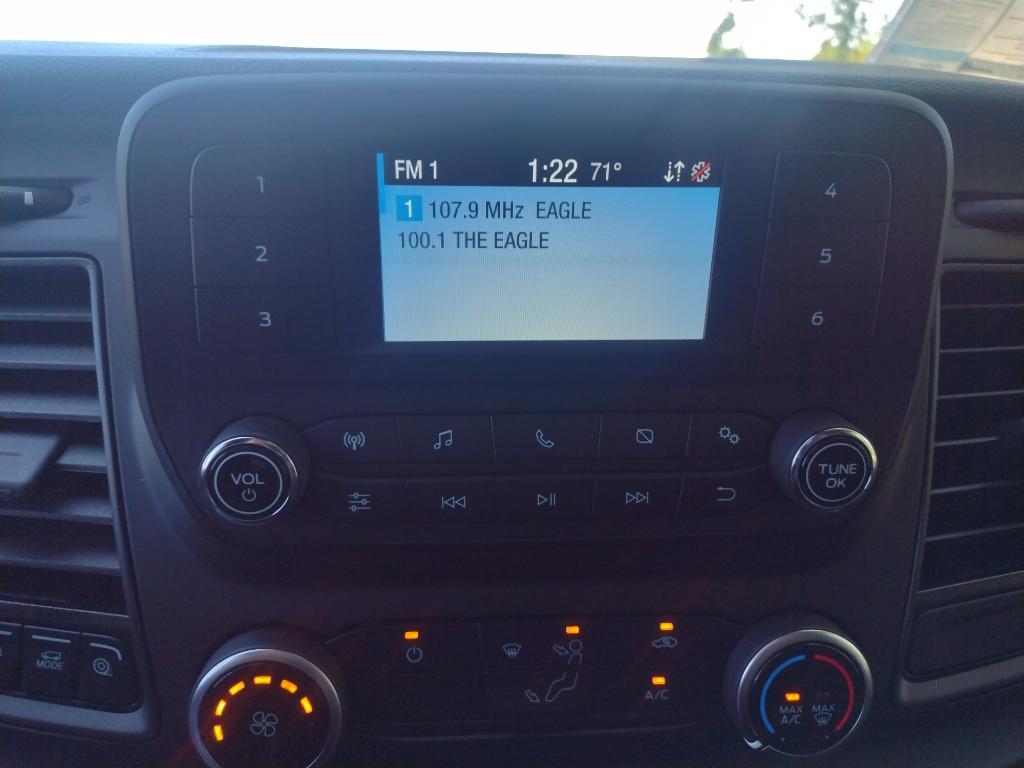 FM 1 1:22 71°
1 107.9 MHz EAGLE
100.1 THE EAGLE
1
2
3
4
5
6
VOL
TUNE
OK
MODE
A/C
MAX
A/C
MAX